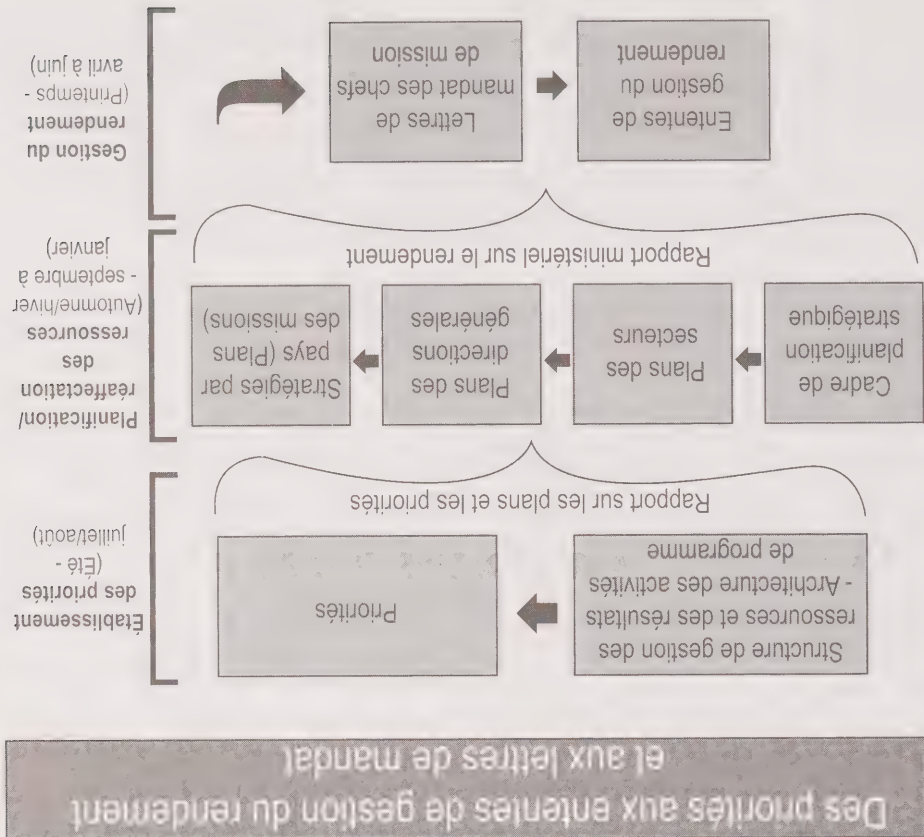 Des priorités aux ententes de gestion du rendement
et aux lettres de mandat
Structure de gestion des
ressources et des résultats
- Architecture des activités
de programme
Priorités
Établissement
des priorités
(Été -
juillet/août)
Rapport sur les plans et les priorités
Cadre de
planification
stratégique
Plans des
secteurs
Plans des
directions
générales
Stratégies par
pays (Plans
des missions)
Planification/
réaffectation
des
ressources
(Automne/hiver
- septembre à
janvier)
Rapport ministériel sur le rendement
Ententes de
gestion du
rendement
Lettres de
mandat des chefs
de mission
Gestion du
rendement
(Printemps -
avril à juin)